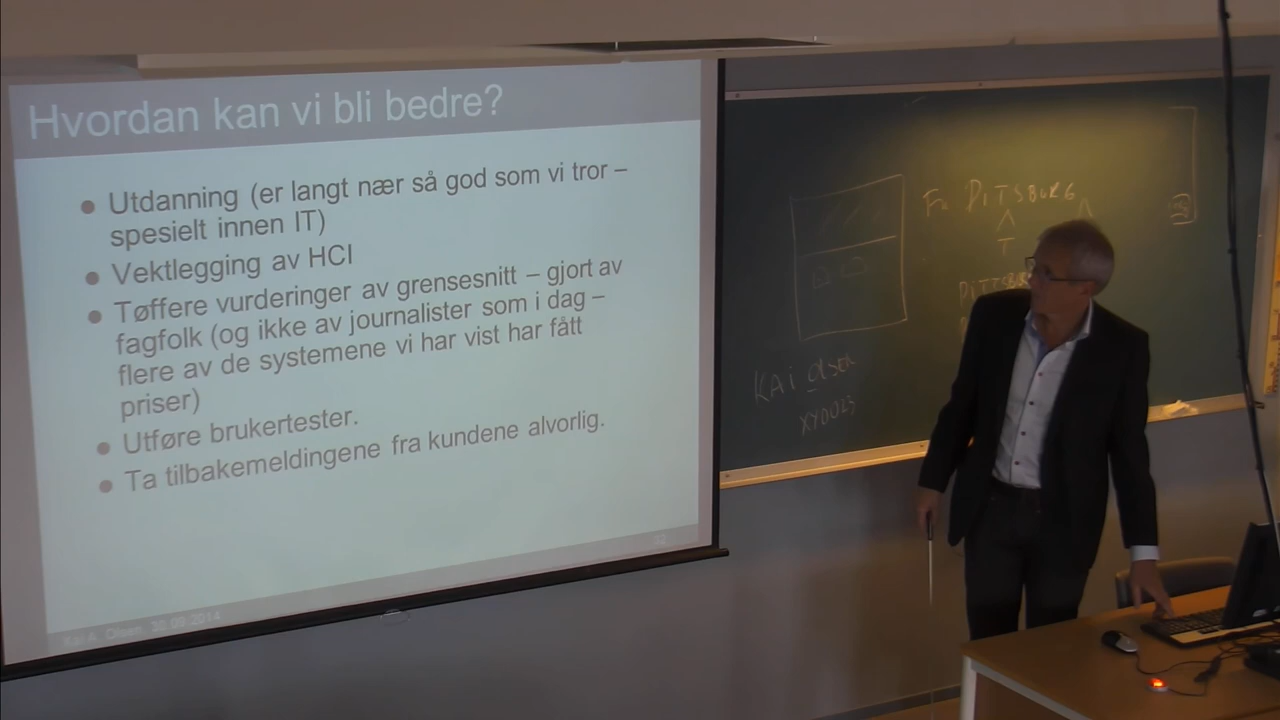 Hvordan kan vi bli bedre?
Utdanning (er langt nær så god som vi tror –
spesielt innen IT)
Vektlegging av HCI
Tøffere vurderinger av grensesnitt – gjort av
fagfolk (og ikke av journalister som i dag –
flere av de systemene vi har vist har fått
priser)
Utføre brukertester.
Ta tilbakemeldingene fra kundene alvorlig.
32
Kai A. Olsen, 30.09.2014
PITSBURG
T
KAi olsen
XYD023